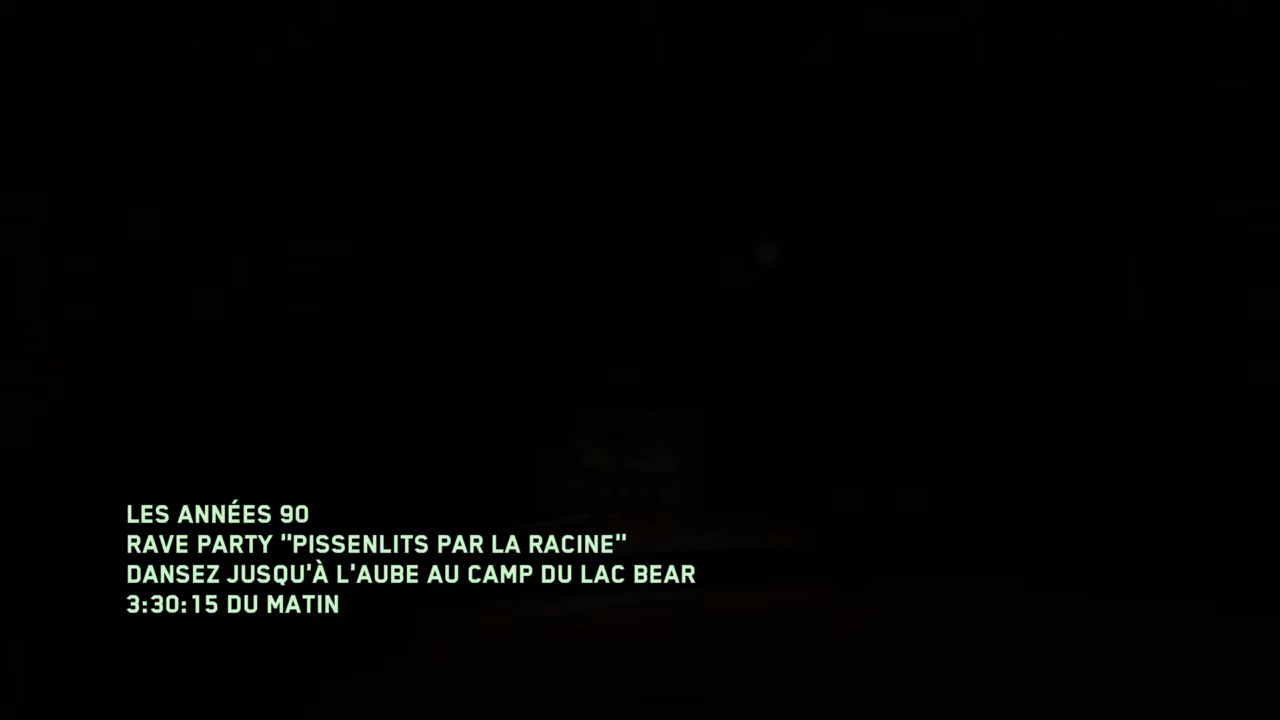 LES ANNÉES 90
RAVE PARTY "PISSENLITS PAR LA RACINE"
DANSEZ JUSQU'À L'AUBE AU CAMP DU LAC BEAR
3:30:15 DU MATIN